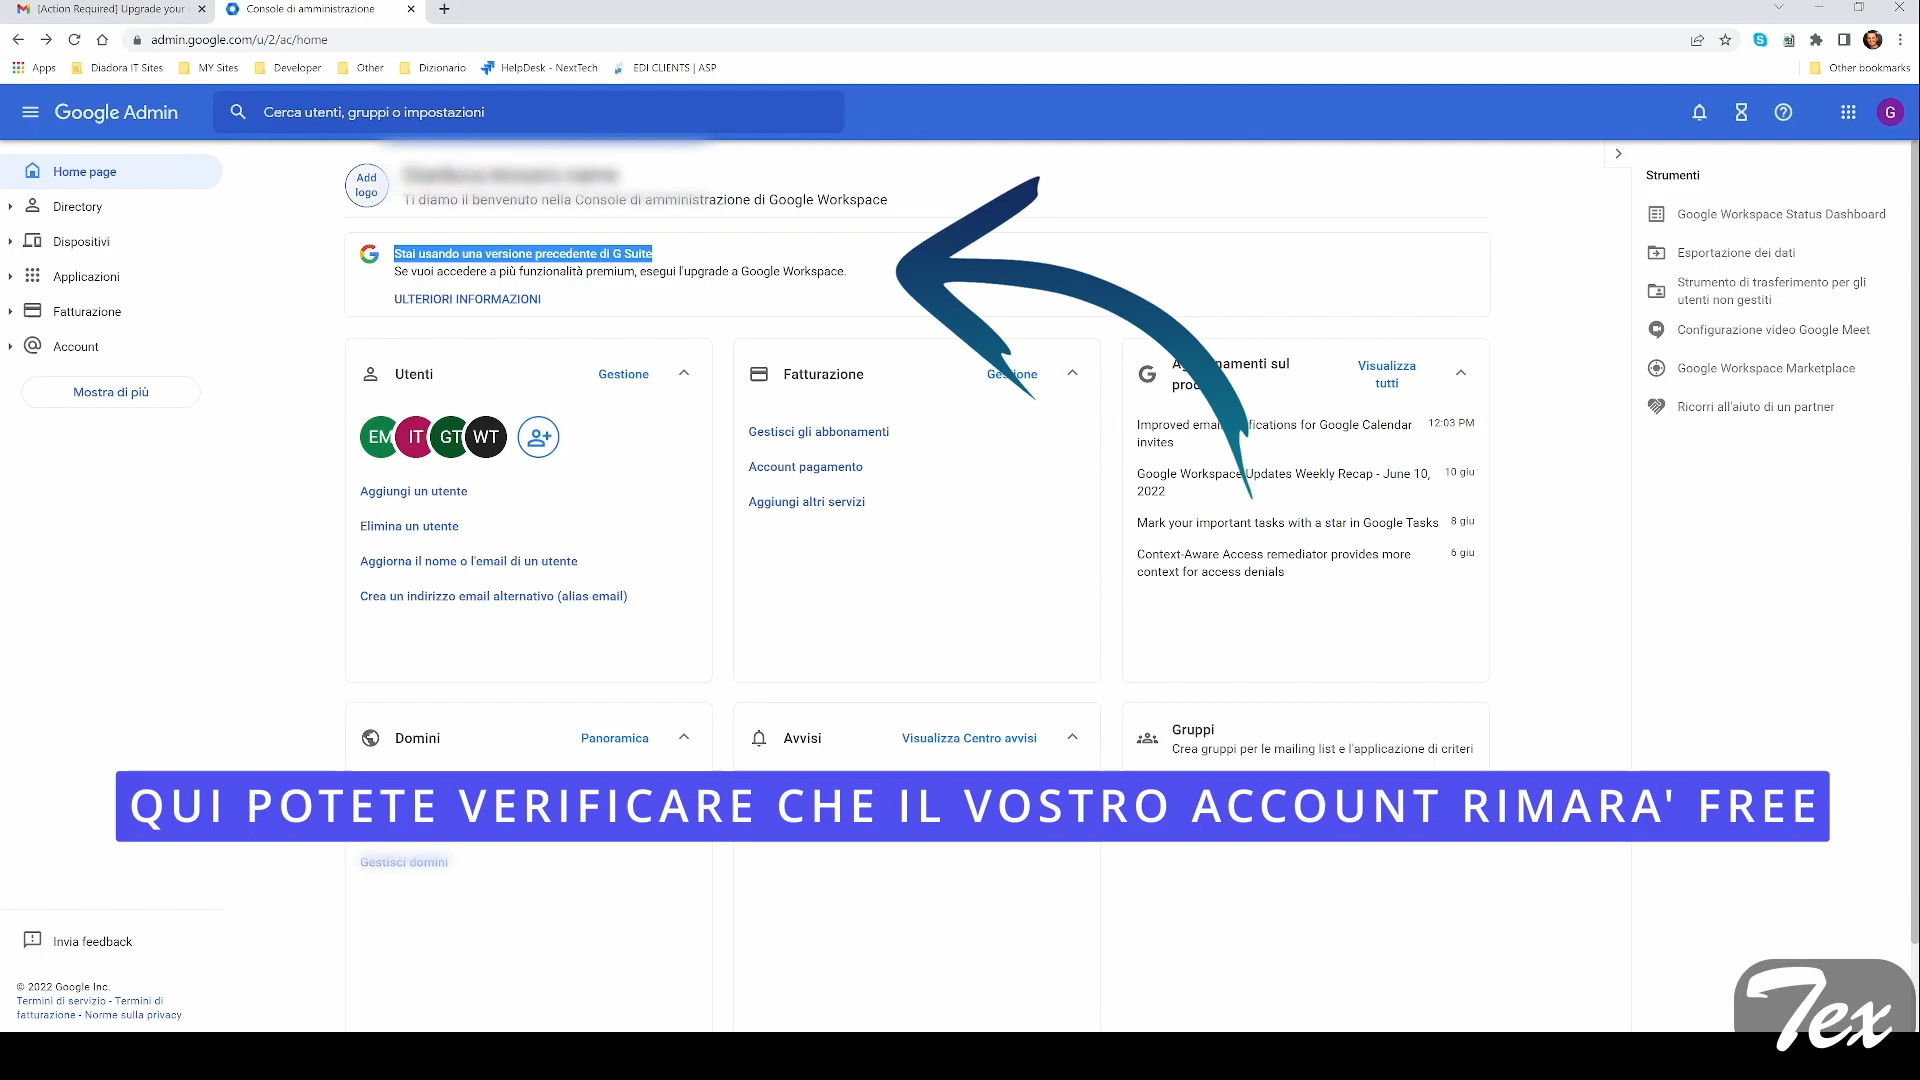 [Action Required] Upgrade your
Console di amministrazione
admin.google.com/u/2/ac/home
Apps
Diadora IT Sites
MY Sites
Developer
Other
Dizionario
HelpDesk - NextTech
EDI CLIENTS | ASP
Other bookmarks
Google Admin
Cerca utenti, gruppi o impostazioni
G
Home page
Directory
Dispositivi
Applicazioni
Fatturazione
Account
Mostra di più
Add
logo
Ti diamo il benvenuto nella Console di amministrazione di Google Workspace
Stai usando una versione precedente di G Suite
Se vuoi accedere a più funzionalità premium, esegui l'upgrade a Google Workspace.
ULTERIORI INFORMAZIONI
Utenti
Gestione
EM
IT
GT
WT
Aggiungi un utente
Elimina un utente
Aggiorna il nome o l'email di un utente
Crea un indirizzo email alternativo (alias email)
Fatturazione
Gestione
Gestisci gli abbonamenti
Account pagamento
Aggiungi altri servizi
sul
Visualizza
tutti
Improved email for Google Calendar 12:03 PM
invites
Google Workspace Updates Weekly Recap - June 10, 10 giu
2022
Mark your important tasks with a star in Google Tasks 8 giu
Context-Aware Access remediator provides more 6 giu
context for access denials
Strumenti
Google Workspace Status Dashboard
Esportazione dei dati
Strumento di trasferimento per gli
utenti non gestiti
Configurazione video Google Meet
Google Workspace Marketplace
Ricorri all'aiuto di un partner
Domini
Panoramica
Avvisi
Visualizza Centro avvisi
Gruppi
Crea gruppi per le mailing list e l'applicazione di criteri
QUI POTETE VERIFICARE CHE IL VOSTRO ACCOUNT RIMARA' FREE
Gestisci domini
Invia feedback
© 2022 Google Inc.
Termini di servizio - Termini di
fatturazione - Norme sulla privacy
Tex